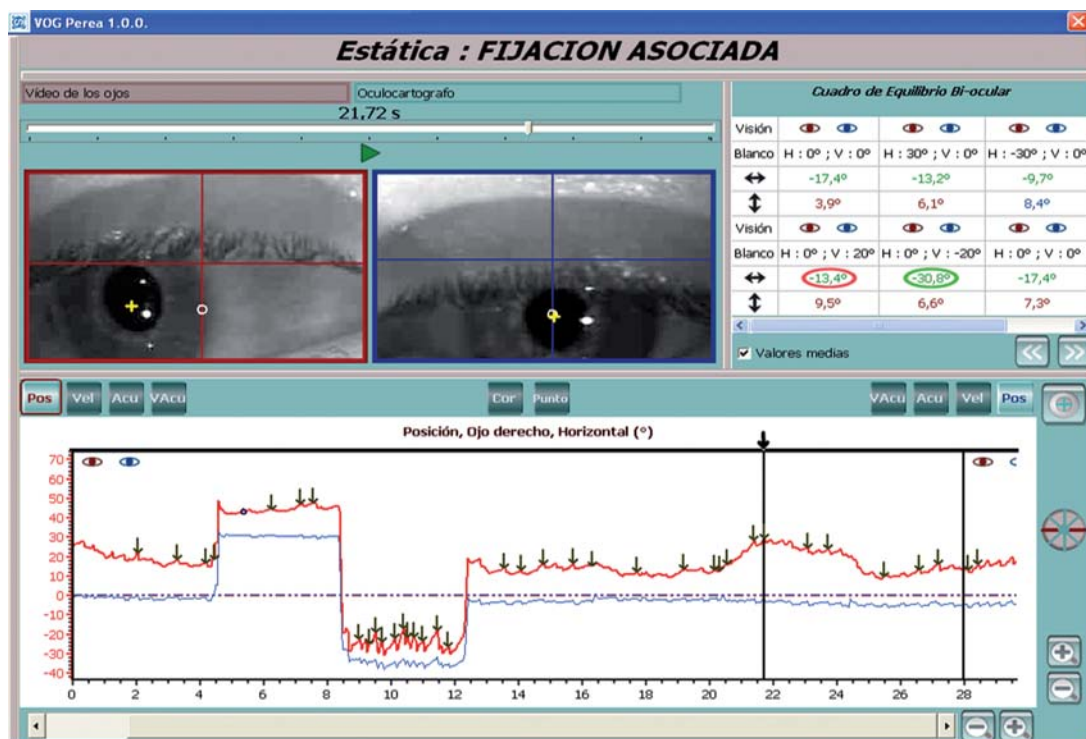 VOG Perea 1.0.0.
Estática : FIJACION ASOCIADA
Vídeo de los ojos
Oculocartografo
21,72 s
Cuadro de Equilibrio Bi-ocular
Visión
Blanco H : 0º ; V : 0º H : 30º ; V : 0º H : -30º ; V : 0º
-17,4º -13,2º -9,7º
3,9º 6,1º 8,4º
Visión
Blanco H : 0º ; V : 20º H : 0º ; V : -20º H : 0º ; V : 0º
-13,4º -30,8º -17,4º
9,5º 6,6º 7,3º
Valores medias
Pos Vel Acu VAcu Cor Punto VAcu Acu Vel Pos
Posición, Ojo derecho, Horizontal (°)
70
60
50
40
30
20
10
0
-10
-20
-30
-40
0 2 4 6 8 10 12 14 16 18 20 22 24 26 28